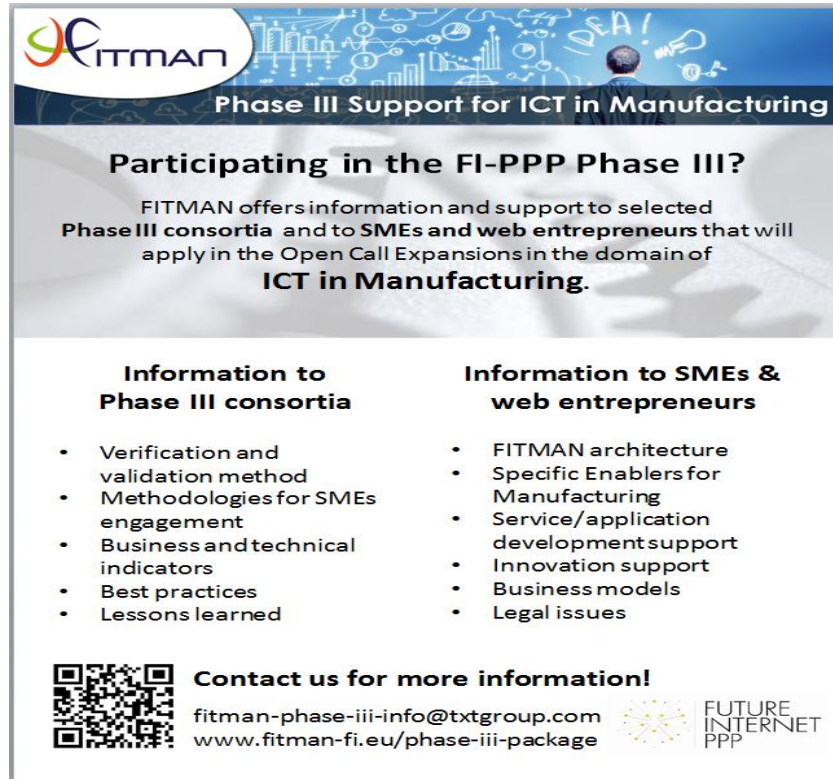 FITMAN
IDEA!
Phase III Support for ICT in Manufacturing
Participating in the FI-PPP Phase III?
FITMAN offers information and support to selected
Phase III consortia and to SMEs and web entrepreneurs that will
apply in the Open Call Expansions in the domain of
ICT in Manufacturing.
Information to
Phase III consortia
• Verification and
validation method
• Methodologies for SMEs
engagement
• Business and technical
indicators
• Best practices
• Lessons learned
Information to SMEs &
web entrepreneurs
• FITMAN architecture
• Specific Enablers for
Manufacturing
• Service/application
development support
• Innovation support
• Business models
• Legal issues
Contact us for more information!
fitman-phase-iii-info@txtgroup.com
www.fitman-fi.eu/phase-iii-package
FUTURE
INTERNET
PPP